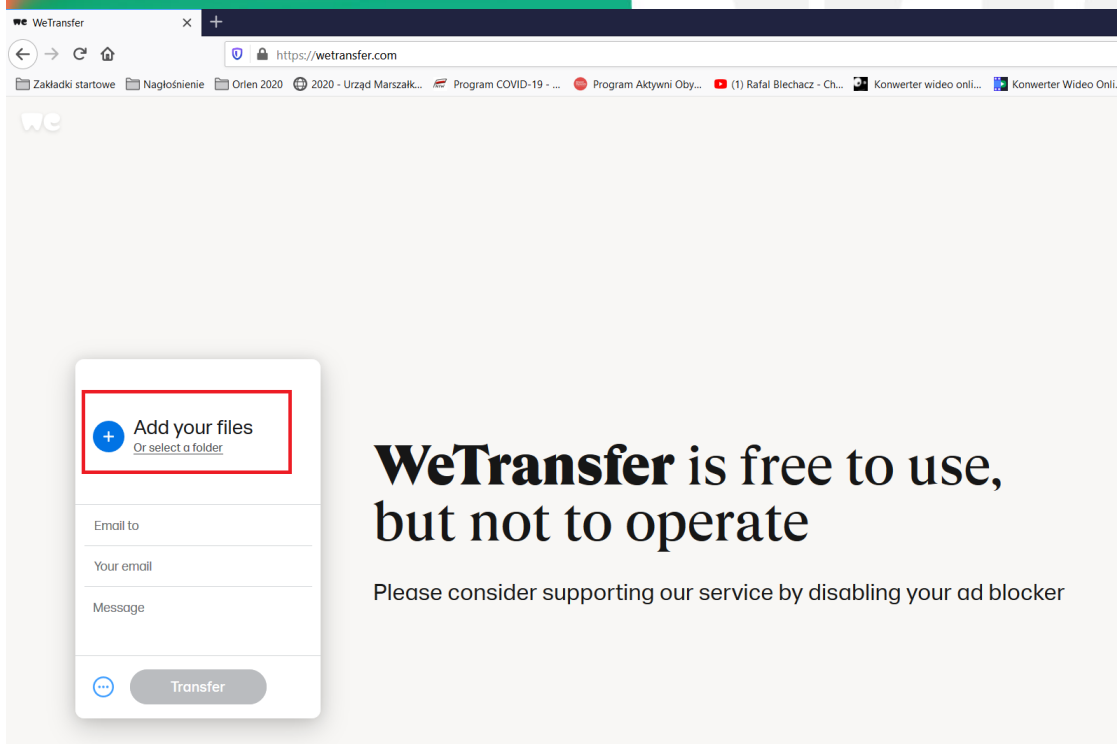 we WeTransfer
https://wetransfer.com
Zakładki startowe Nagłośnienie Orlen 2020 2020 - Urząd Marszałk... Program COVID-19 - ... Program Aktywni Oby... (1) Rafal Blechacz - Ch... Konwerter wideo onli... Konwerter Wideo Onli.
we
Add your files
Or select a folder
Email to
Your email
Message
Transfer
WeTransfer is free to use,
but not to operate
Please consider supporting our service by disabling your ad blocker